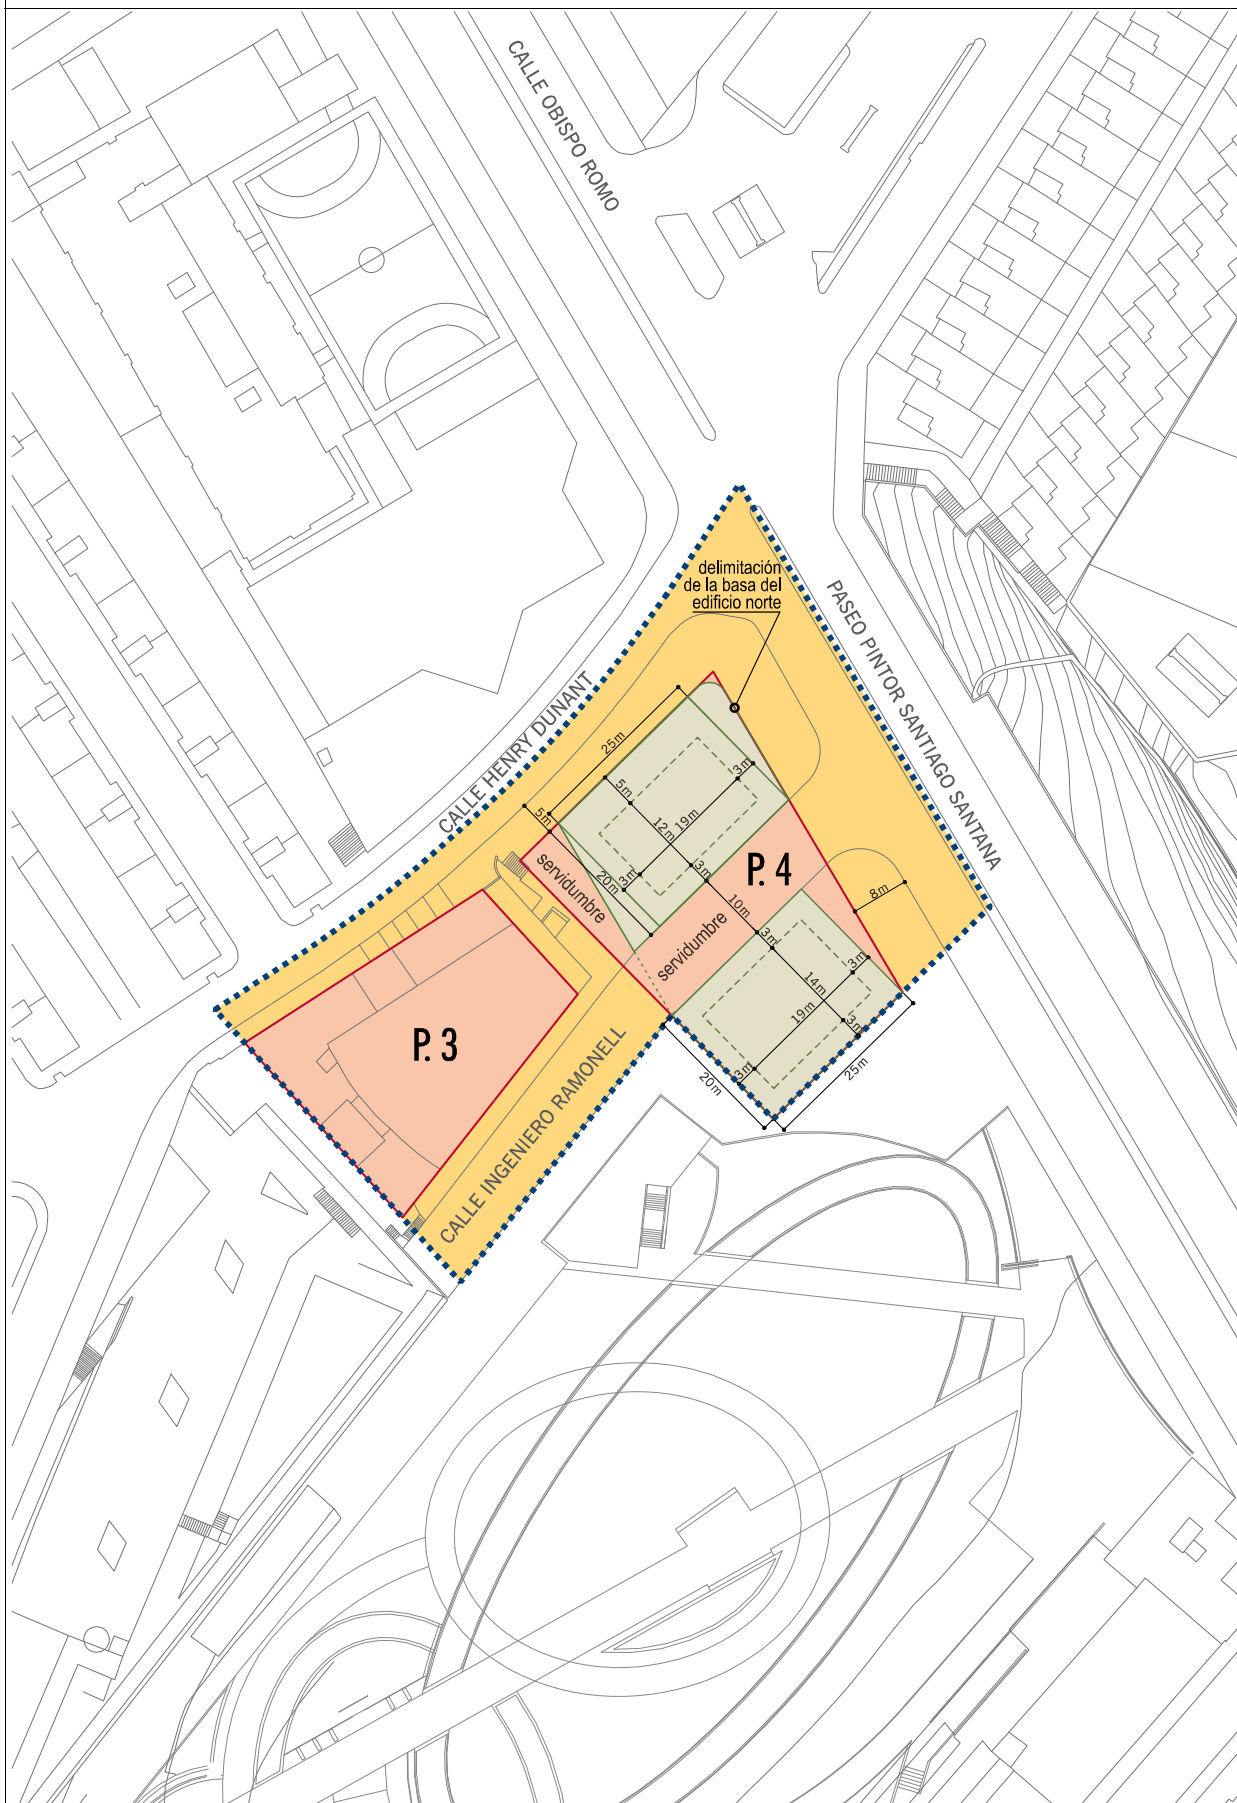 CALLE OBISPO ROMO
delimitación
de la basa del
edificio norte
PASEO PINTOR SANTIAGO SANTANA
CALLE HENRY DUNANT
25m
5m
3m
12m
19m
5m
20m
3m
3m
servidumbre
P. 4
10m
8m
servidumbre
3m
3m
14m
19m
3m
3m
20m
25m
P. 3
CALLE INGENIERO RAMONELL